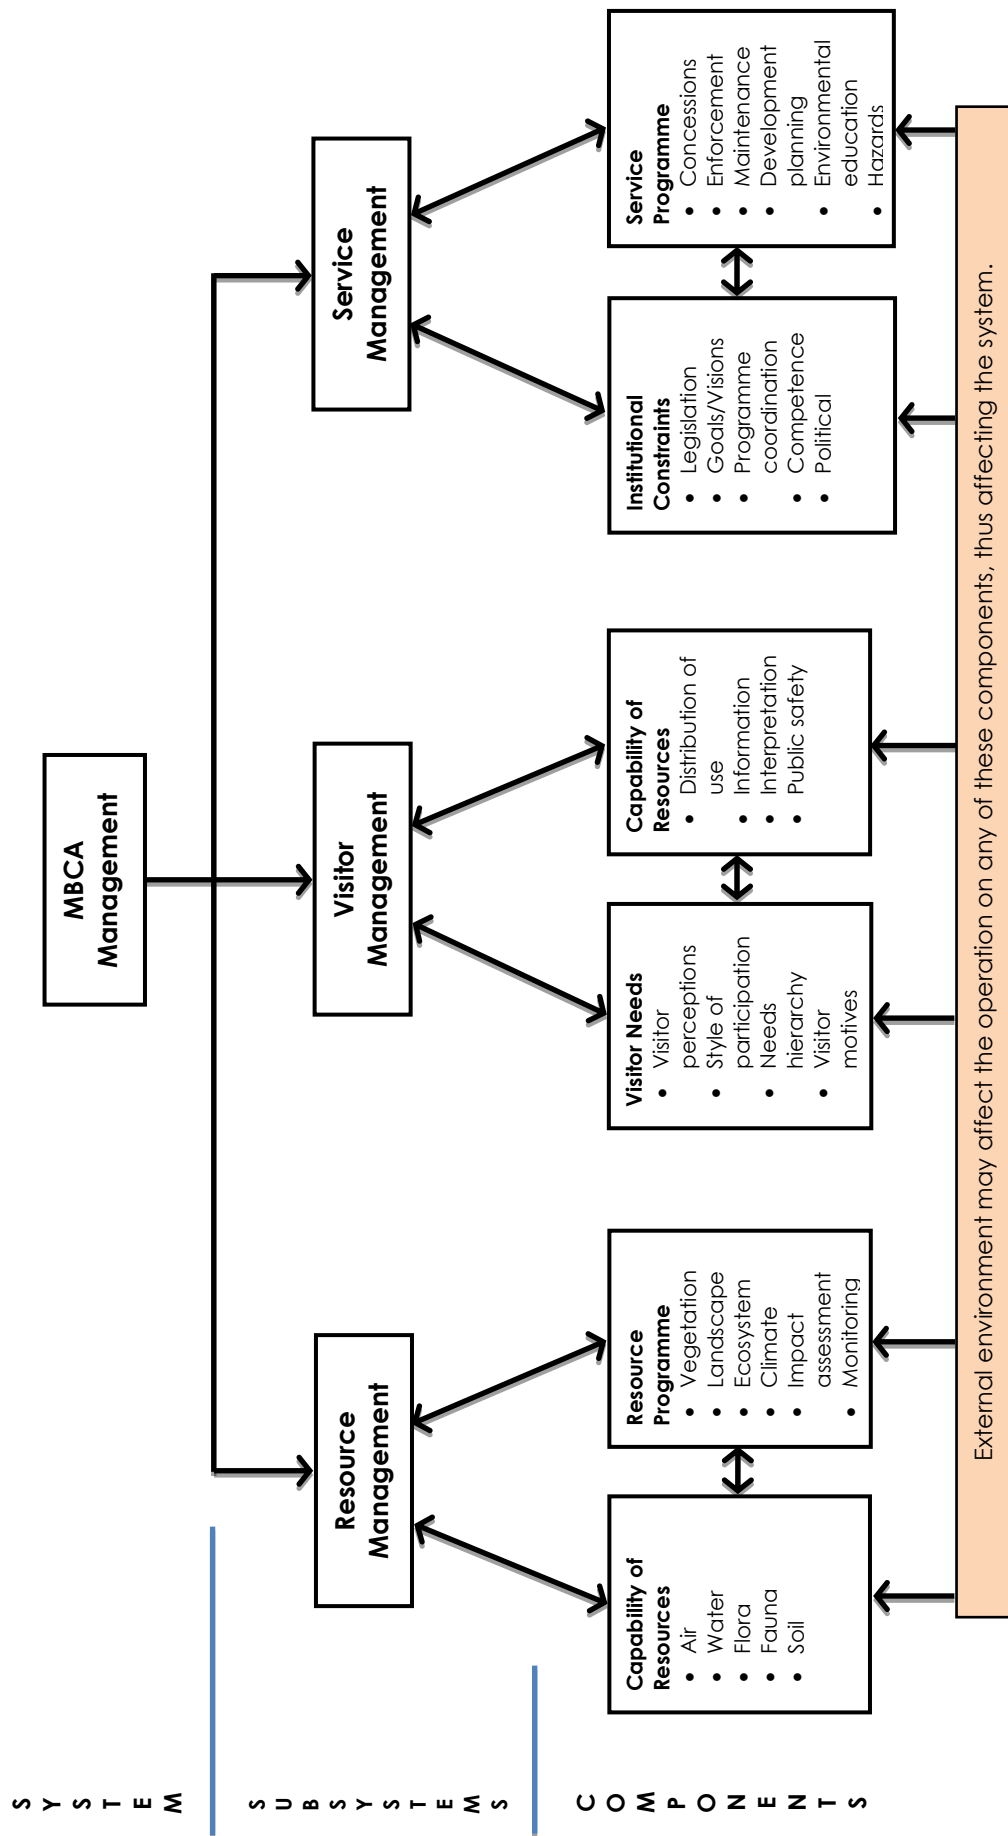 S
Y
S
T
E
M
S
U
B
S
Y
S
T
E
M
S
C
O
M
P
O
N
E
N
T
S
MBCA
Management
Resource
Management
Visitor
Management
Service
Management
Capability of
Resources
• Air
• Water
• Flora
• Fauna
• Soil
Resource
Programme
• Vegetation
• Landscape
• Ecosystem
• Climate
• Impact
assessment
• Monitoring
Visitor Needs
• Visitor
perceptions
• Style of
participation
• Needs
hierarchy
• Visitor
motives
Capability of
Resources
• Distribution of
use
• Information
• Interpretation
• Public safety
Institutional
Constraints
• Legislation
• Goals/Visions
• Programme
coordination
• Competence
• Political
Service
Programme
• Concessions
• Enforcement
• Maintenance
• Development
planning
• Environmental
education
• Hazards
External environment may affect the operation on any of these components, thus affecting the system.